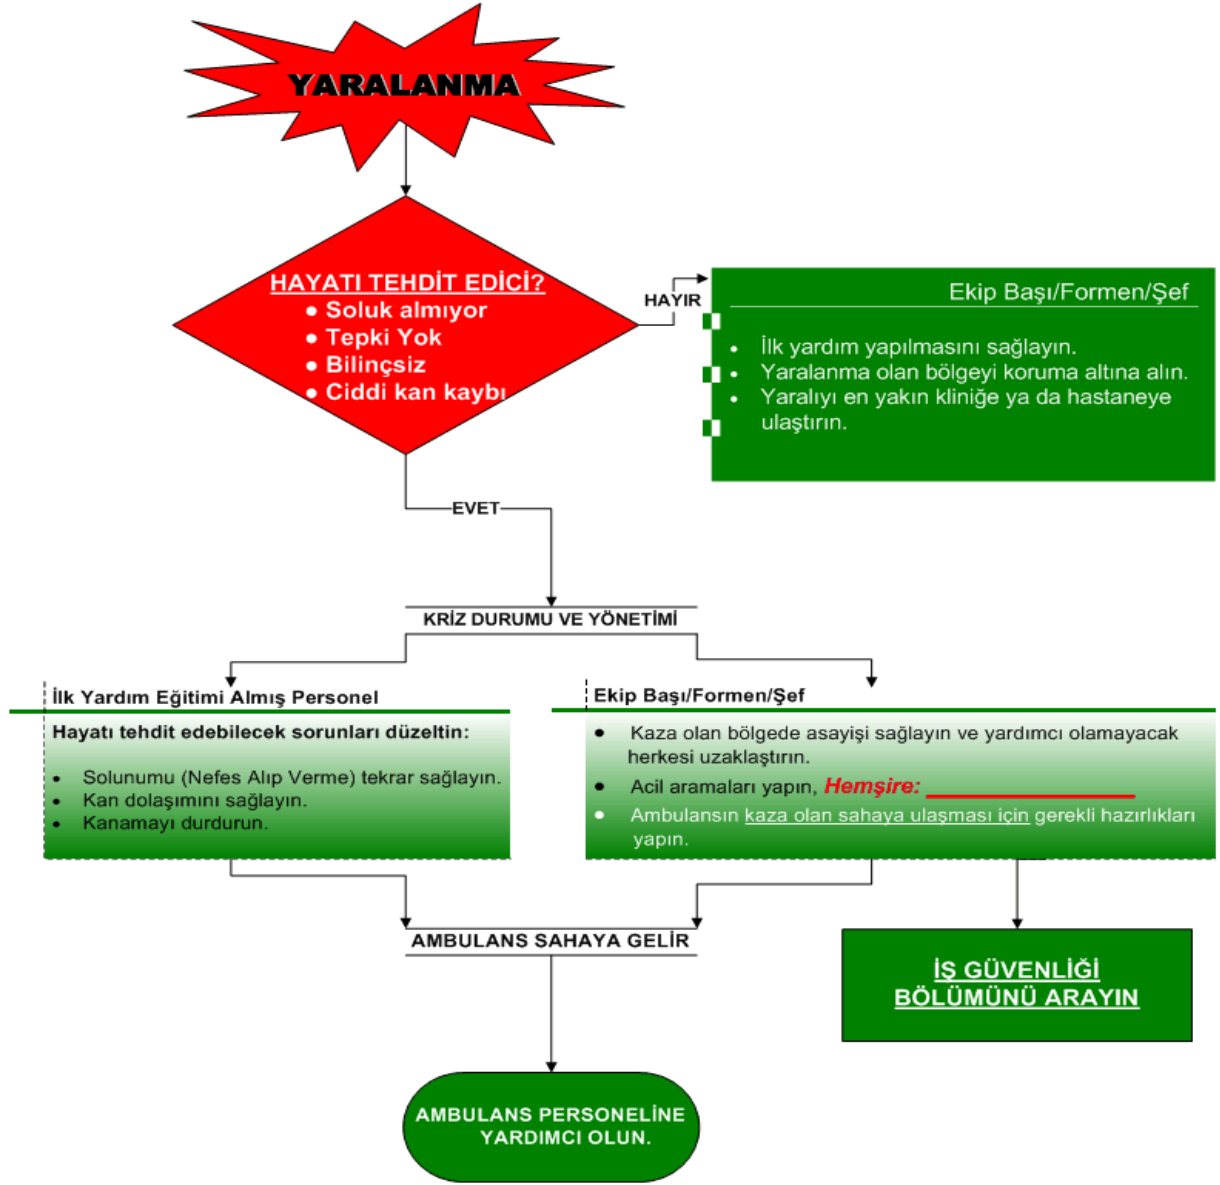 YARALANMA
HAYATI TEHDİT EDİCİ?
● Soluk almıyor
● Tepki Yok
● Bilinçsiz
● Ciddi kan kaybı
HAYIR
Ekip Başı/Formen/Şef
• İlk yardım yapılmasını sağlayın.
• Yaralanma olan bölgeyi koruma altına alın.
• Yaralıyı en yakın kliniğe ya da hastaneye
ulaştırın.
EVET
KRİZ DURUMU VE YÖNETİMİ
İlk Yardım Eğitimi Almış Personel
Hayatı tehdit edebilecek sorunları düzeltin:
• Solunumu (Nefes Alıp Verme) tekrar sağlayın.
• Kan dolaşımını sağlayın.
• Kanamayı durdurun.
Ekip Başı/Formen/Şef
● Kaza olan bölgede asayişi sağlayın ve yardımcı olamayacak
herkesi uzaklaştırın.
● Acil aramaları yapın, Hemşire: ___________________
● Ambulansın kaza olan sahaya ulaşması için gerekli hazırlıkları
yapın.
AMBULANS SAHAYA GELİR
İŞ GÜVENLİĞİ
BÖLÜMÜNÜ ARAYIN
AMBULANS PERSONELİNE
YARDIMCI OLUN.